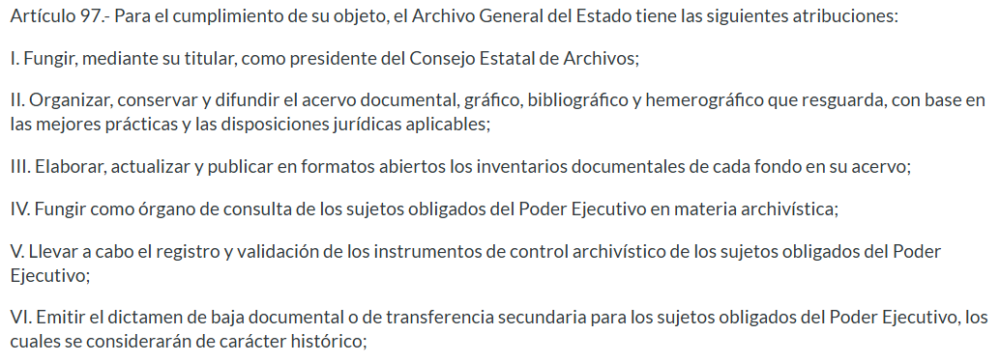 Artículo 97.- Para el cumplimiento de su objeto, el Archivo General del Estado tiene las siguientes atribuciones:
I. Fungir, mediante su titular, como presidente del Consejo Estatal de Archivos;
II. Organizar, conservar y difundir el acervo documental, gráfico, bibliográfico y hemerográfico que resguarda, con base en
las mejores prácticas y las disposiciones jurídicas aplicables;
III. Elaborar, actualizar y publicar en formatos abiertos los inventarios documentales de cada fondo en su acervo;
IV. Fungir como órgano de consulta de los sujetos obligados del Poder Ejecutivo en materia archivística;
V. Llevar a cabo el registro y validación de los instrumentos de control archivístico de los sujetos obligados del Poder
Ejecutivo;
VI. Emitir el dictamen de baja documental o de transferencia secundaria para los sujetos obligados del Poder Ejecutivo, los
cuales se considerarán de carácter histórico;